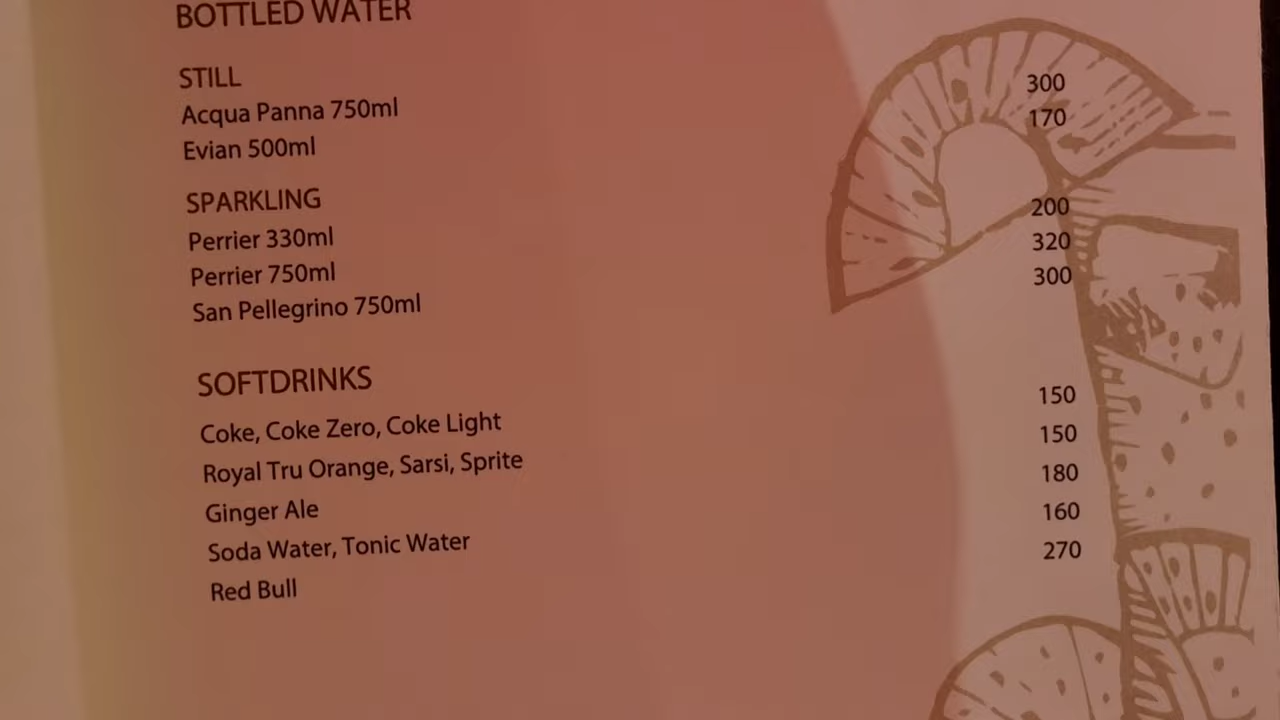 BOTTLED WATER
STILL
Acqua Panna 750ml 300
Evian 500ml 170
SPARKLING
Perrier 330ml 200
Perrier 750ml 320
San Pellegrino 750ml 300
SOFTDRINKS
Coke, Coke Zero, Coke Light 150
Royal Tru Orange, Sarsi, Sprite 150
Ginger Ale 180
Soda Water, Tonic Water 160
Red Bull 270